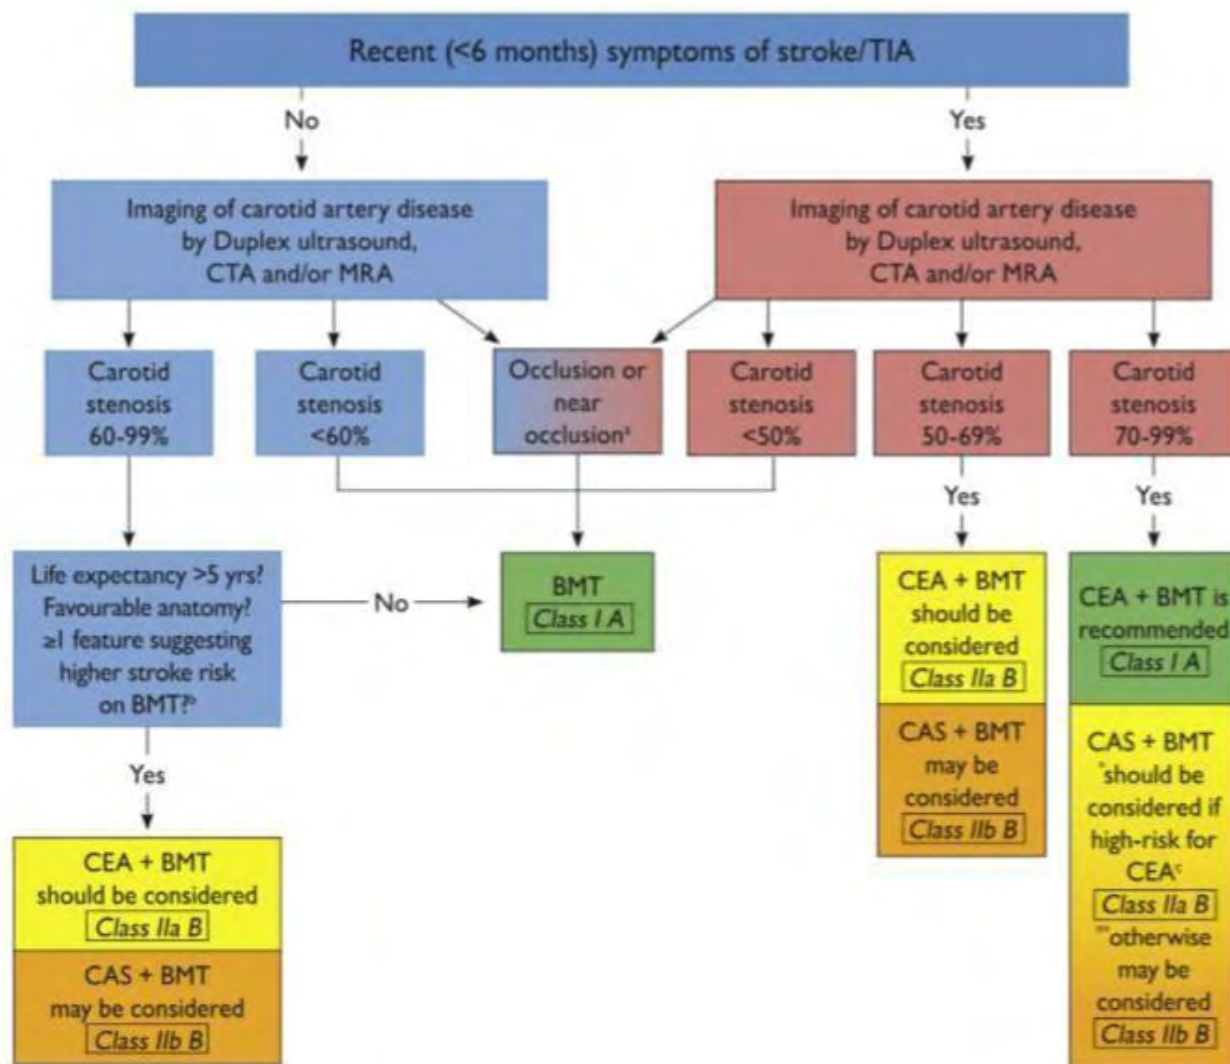 Recent (<6 months) symptoms of stroke/TIA
No
Yes
Imaging of carotid artery disease
by Duplex ultrasound,
CTA and/or MRA
Imaging of carotid artery disease
by Duplex ultrasound,
CTA and/or MRA
Carotid
stenosis
60-99%
Carotid
stenosis
<60%
Occlusion or
near
occlusionᵃ
Carotid
stenosis
<50%
Carotid
stenosis
50-69%
Carotid
stenosis
70-99%
Yes
Yes
Life expectancy >5 yrs?
Favourable anatomy?
≥1 feature suggesting
higher stroke risk
on BMT?ᵇ
No
BMT
Class I A
CEA + BMT
should be
considered
Class IIa B
CAS + BMT
may be
considered
Class IIb B
CEA + BMT is
recommended
Class I A
CAS + BMT
*should be
considered if
high-risk for
CEAᶜ
Class IIa B
**otherwise
may be
considered
Class IIb B
Yes
CEA + BMT
should be considered
Class IIa B
CAS + BMT
may be considered
Class IIb B